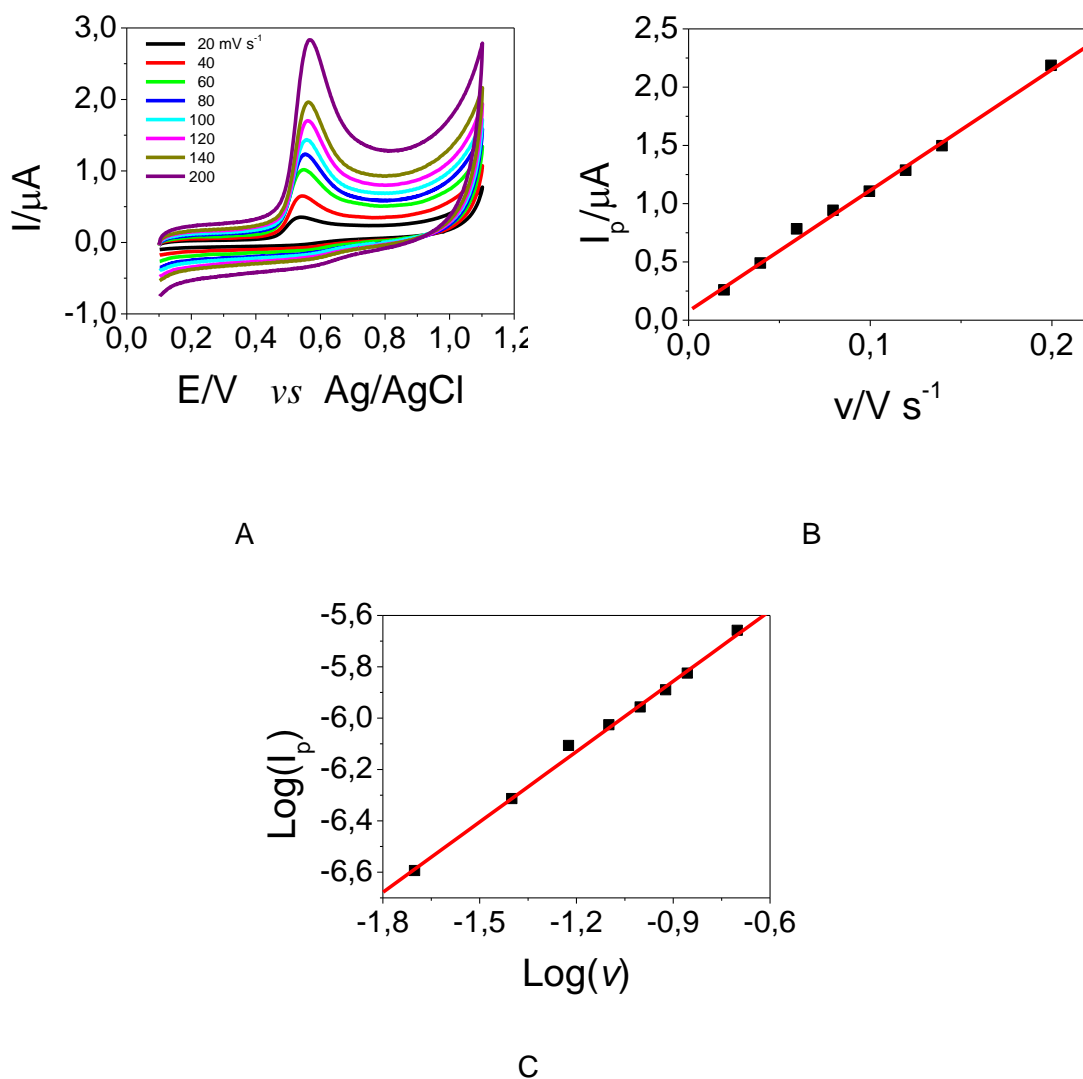 3,0
2,0
1,0
0,0
-1,0
I/μA
20 mV s⁻¹
40
60
80
100
120
140
200
0,0 0,2 0,4 0,6 0,8 1,0 1,2
E/V vs Ag/AgCl
A
2,5
2,0
1,5
1,0
0,5
0,0
Iₚ/μA
0,0 0,1 0,2
v/V s⁻¹
B
-5,6
-5,8
-6,0
-6,2
-6,4
-6,6
Log(Iₚ)
-1,8 -1,5 -1,2 -0,9 -0,6
Log(v)
C